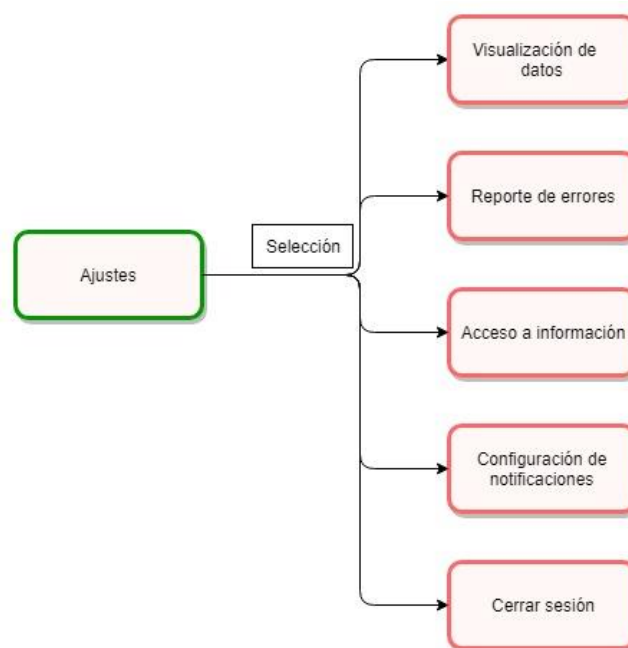 Visualización de
datos
Reporte de errores
Selección
Ajustes
Acceso a información
Configuración de
notificaciones
Cerrar sesión